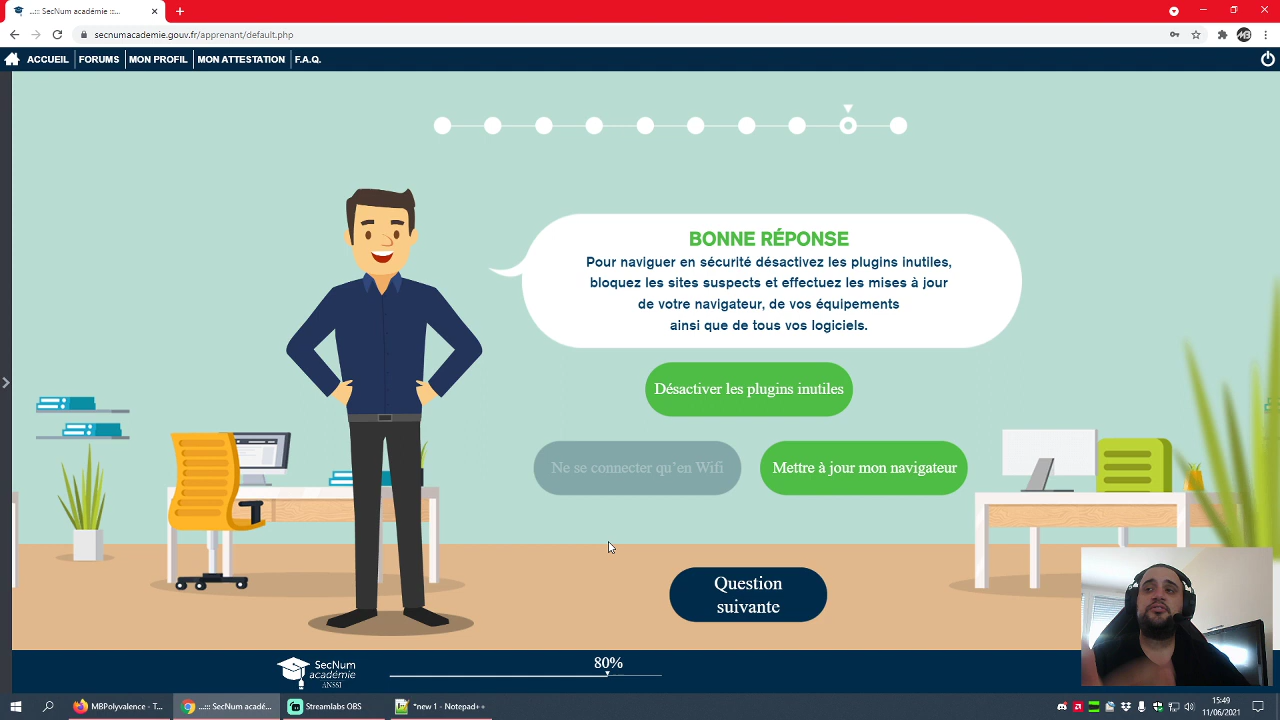 ..::: SecNum académie ::..
secnumacademie.gouv.fr/apprenant/default.php
ACCUEIL FORUMS MON PROFIL MON ATTESTATION F.A.Q.
BONNE RÉPONSE
Pour naviguer en sécurité désactivez les plugins inutiles,
bloquez les sites suspects et effectuez les mises à jour
de votre navigateur, de vos équipements
ainsi que de tous vos logiciels.
Désactiver les plugins inutiles
Ne se connecter qu'en Wifi
Mettre à jour mon navigateur
Question
suivante
SecNum
académie
ANSSI
80%
MBPolyvalence - T...
..::: SecNum acadé...
Streamlabs OBS
*new 1 - Notepad++
15:49
11/06/2021